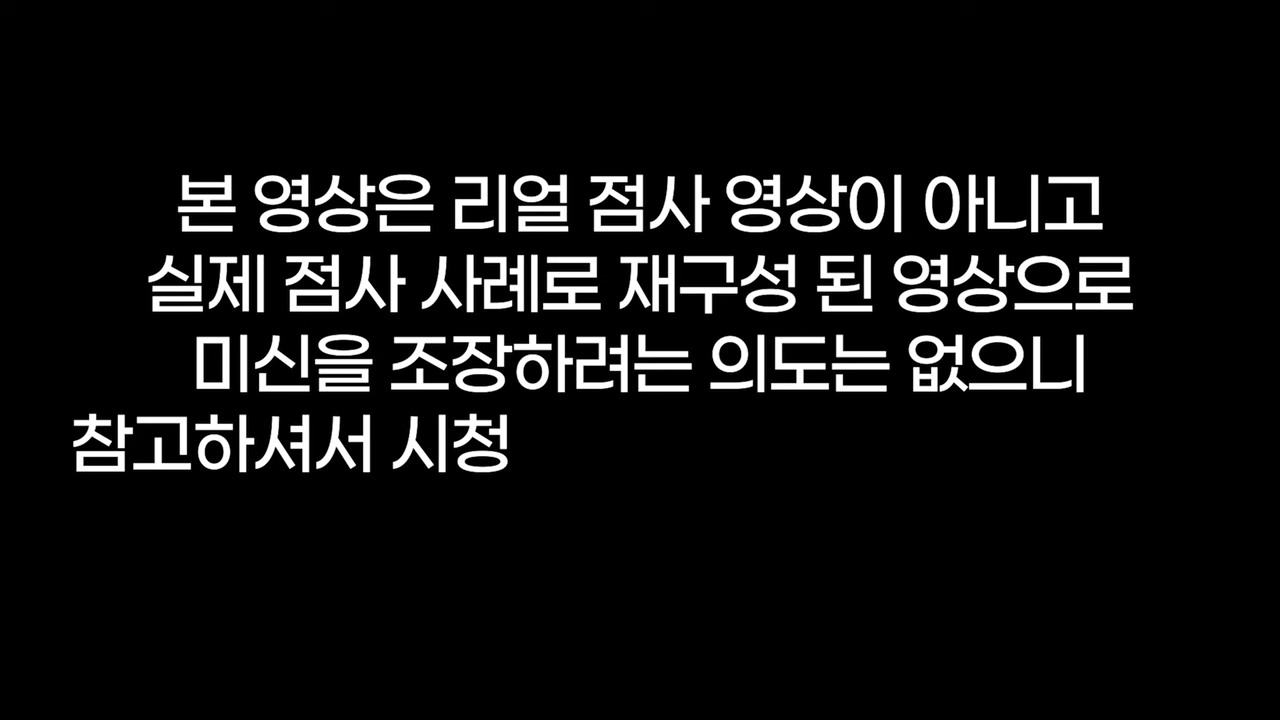 본 영상은 리얼 점사 영상이 아니고
실제 점사 사례로 재구성 된 영상으로
미신을 조장하려는 의도는 없으니
참고하셔서 시청